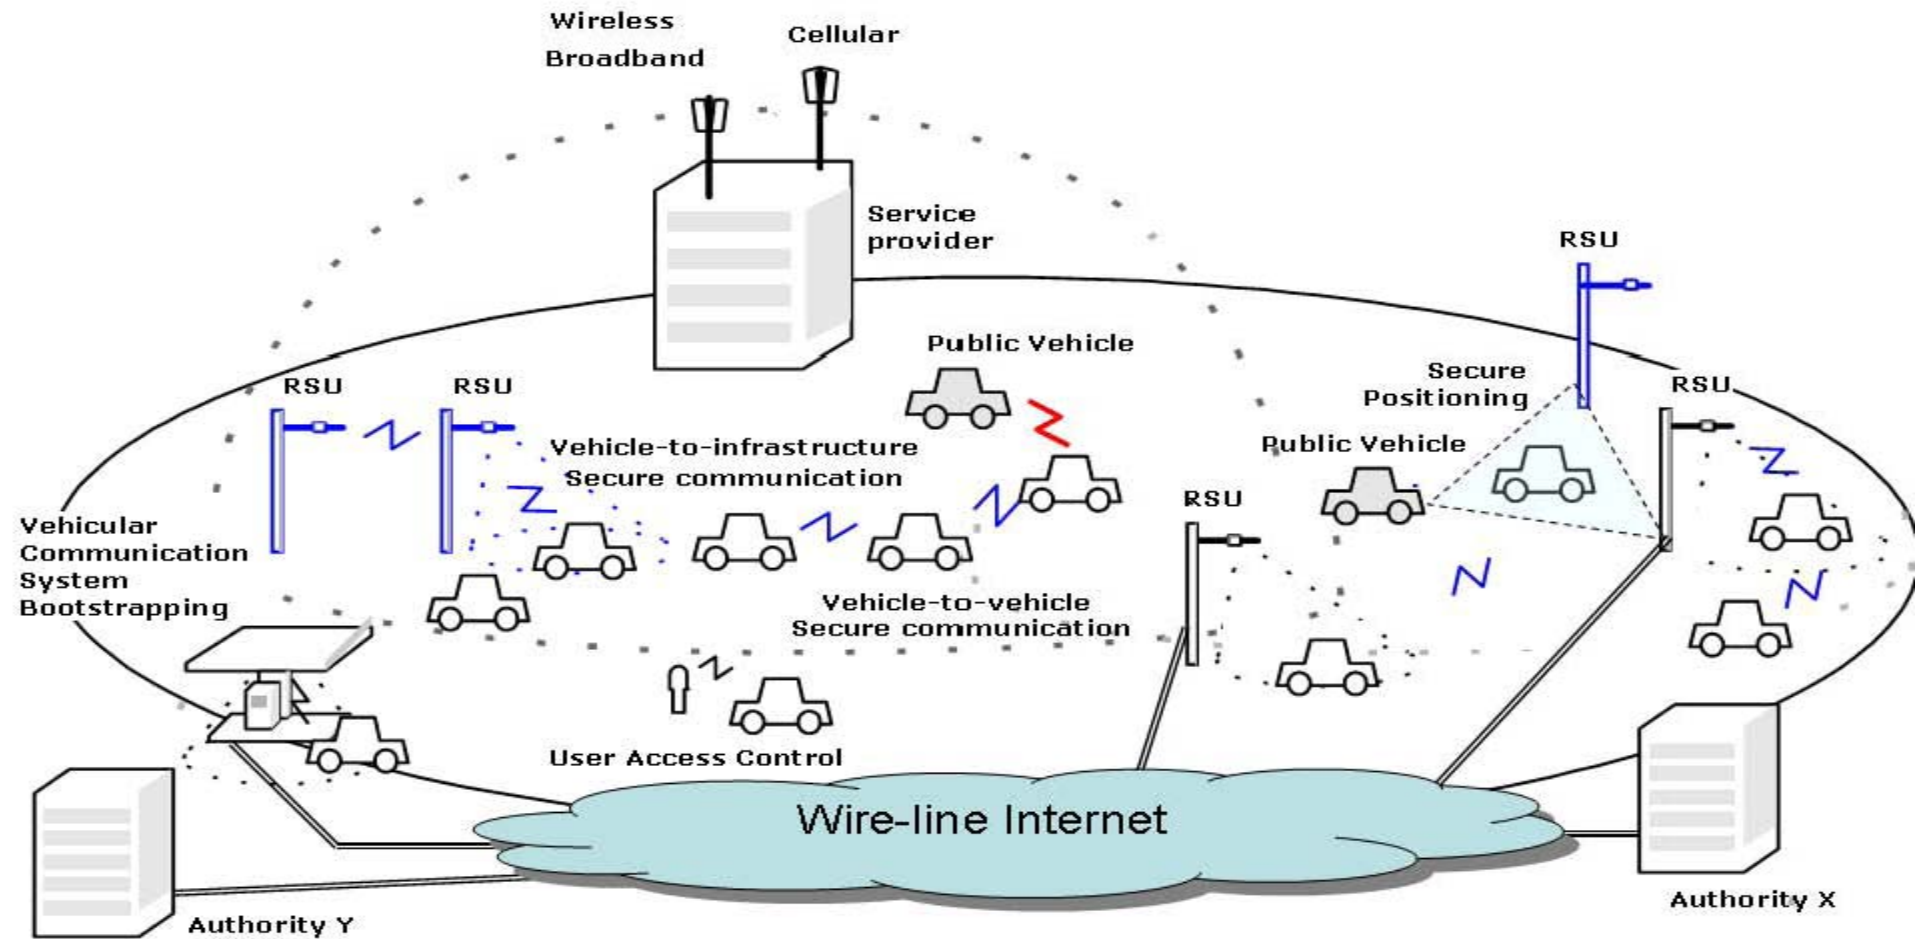 Wireless
Broadband
Cellular
Service
provider
RSU
Public Vehicle
Secure
Positioning
RSU
RSU
RSU
Vehicle-to-infrastructure
Secure communication
Public Vehicle
RSU
Vehicular
Communication
System
Bootstrapping
Vehicle-to-vehicle
Secure communication
User Access Control
Wire-line Internet
Authority X
Authority Y